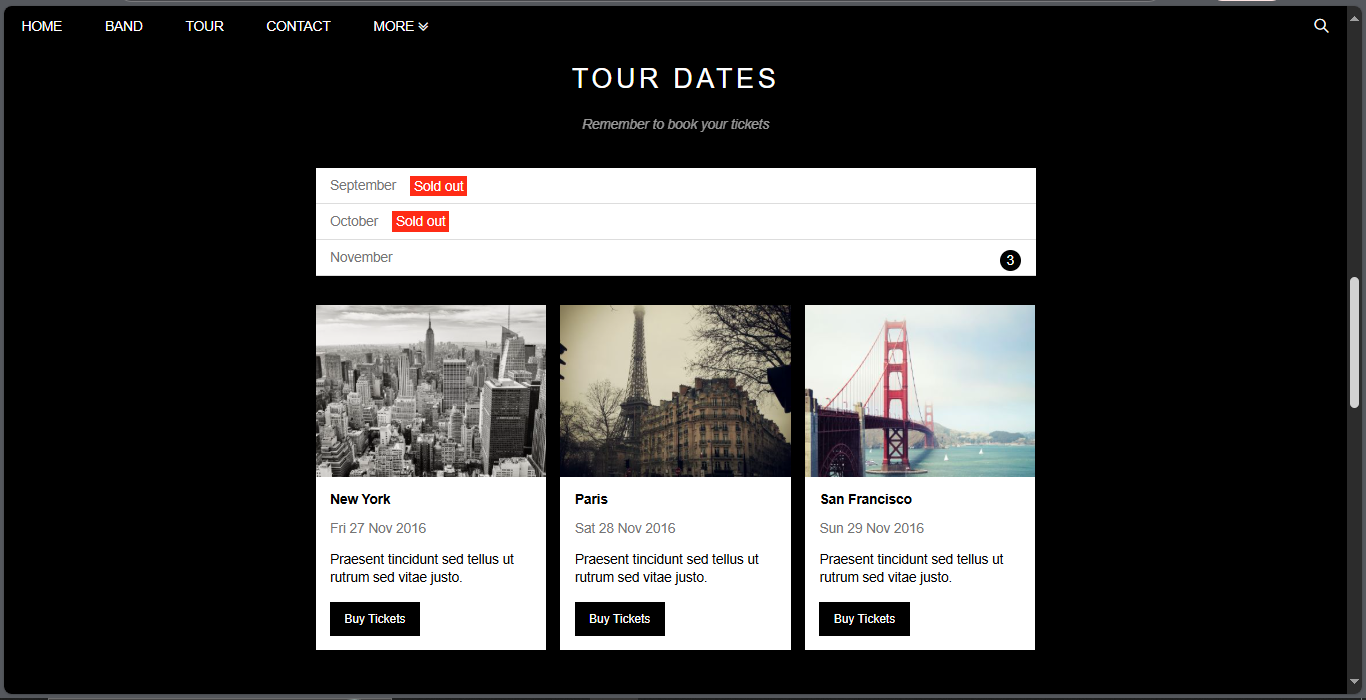 HOME BAND TOUR CONTACT MORE
TOUR DATES
Remember to book your tickets
September Sold out
October Sold out
November 3
New York
Fri 27 Nov 2016
Praesent tincidunt sed tellus ut
rutrum sed vitae justo.
Buy Tickets
Paris
Sat 28 Nov 2016
Praesent tincidunt sed tellus ut
rutrum sed vitae justo.
Buy Tickets
San Francisco
Sun 29 Nov 2016
Praesent tincidunt sed tellus ut
rutrum sed vitae justo.
Buy Tickets